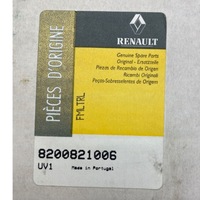 PIÈCES D'ORIGINE
FMLTRL
RENAULT
Genuine Spare Parts
Original - Ersatzteile
Piezas de Recambio de Origen
Ricambi Originali
Peças-Sobresselentes de Origem
8200821006
UV1
Made in Portugal